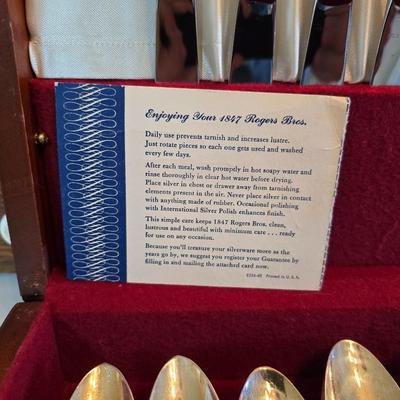 Enjoying Your 1847 Rogers Bros.
Daily use prevents tarnish and increases lustre.
Just rotate pieces so each one gets used and washed
every few days.
After each meal, wash promptly in hot soapy water and
rinse thoroughly in clear hot water before drying.
Place silver in chest or drawer away from tarnishing
elements present in the air. Never place silver in contact
with anything made of rubber. Occasional polishing
with International Silver Polish enhances finish.
This simple care keeps 1847 Rogers Bros. clean,
lustrous and beautiful with minimum care . . . ready
for use on any occasion.
Because you'll treasure your silverware more as the
years go by, we suggest you register your Guarantee by
filling in and mailing the attached card now.
Printed in U.S.A.